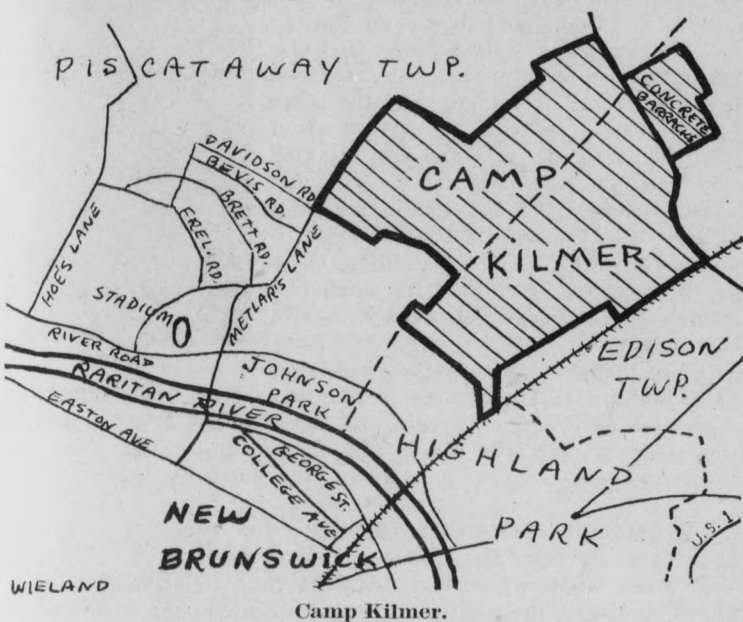 PISCATAWAY TWP.
CONCRETE
BARRACKS
DAVIDSON RD.
BEVIS RD.
CAMP
BRETT RD.
FREL. RD.
HOE'S LANE
METLARS LANE
KILMER
STADIUM
RIVER ROAD
JOHNSON
PARK
EDISON
TWP.
RARITAN RIVER
EASTON AVE
GEORGE ST.
COLLEGE AVE
HIGHLAND
PARK
U.S. 1
NEW
BRUNSWICK
WIELAND
Camp Kilmer.